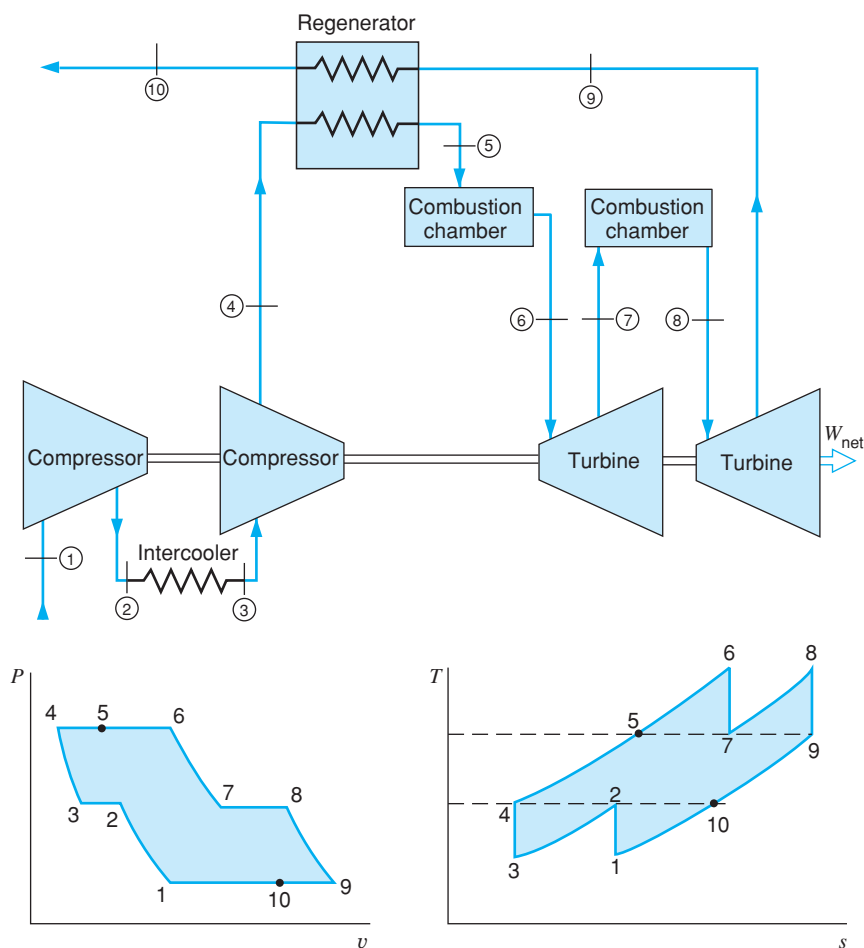 Regenerator
10
9
5
Combustion
chamber
Combustion
chamber
4
6
7
8
Compressor
Compressor
Turbine
Turbine
W_net
1
Intercooler
2
3
P
4
5
6
3
2
7
8
1
10
9
v
T
6
8
5
7
9
4
2
10
3
1
s